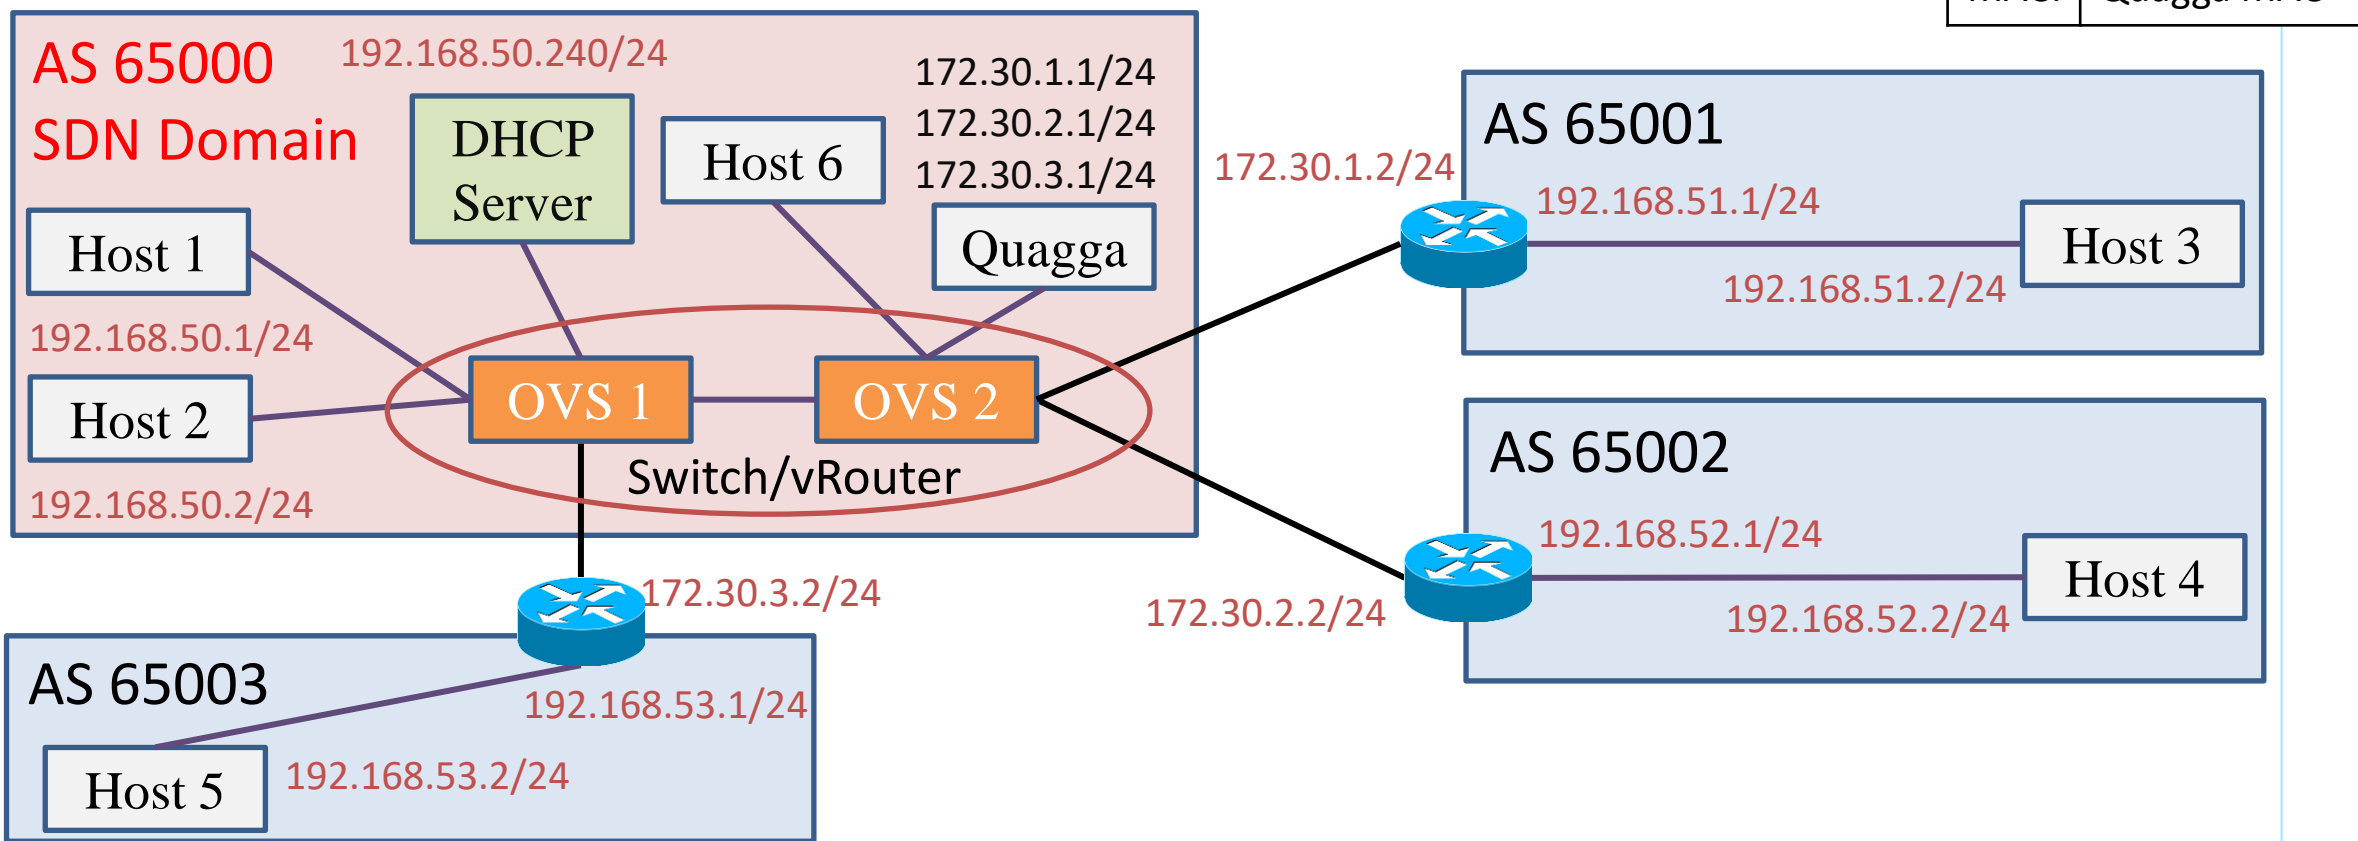 AS 65000
SDN Domain
192.168.50.240/24
DHCP
Server
Host 6
172.30.1.1/24
172.30.2.1/24
172.30.3.1/24
Quagga
Host 1
192.168.50.1/24
Host 2
192.168.50.2/24
OVS 1
OVS 2
Switch/vRouter
172.30.1.2/24
AS 65001
192.168.51.1/24
192.168.51.2/24
Host 3
172.30.2.2/24
AS 65002
192.168.52.1/24
192.168.52.2/24
Host 4
172.30.3.2/24
AS 65003
192.168.53.1/24
192.168.53.2/24
Host 5